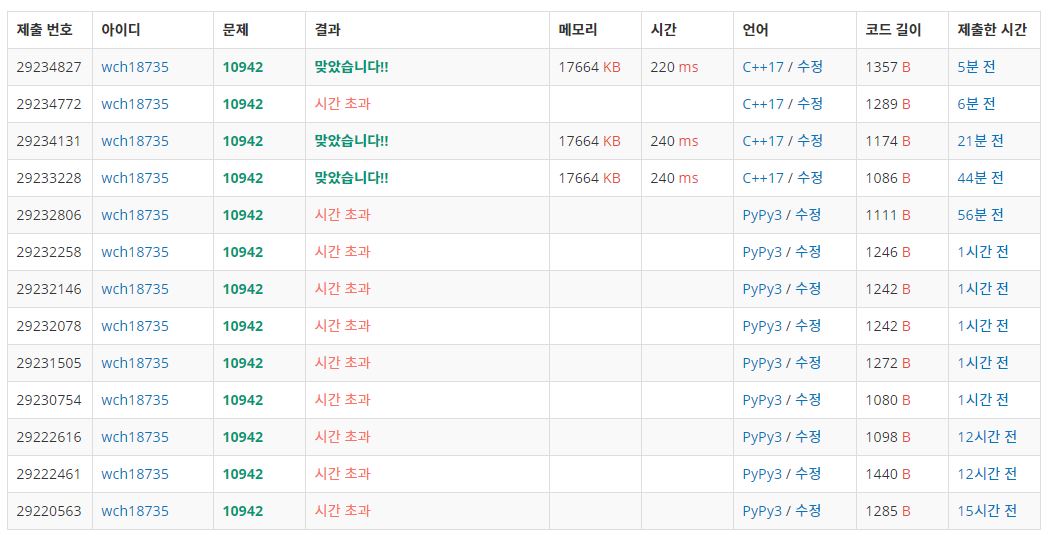 제출 번호 아이디 문제 결과 메모리 시간 언어 코드 길이 제출한 시간
29234827 wch18735 10942 맞았습니다!! 17664 KB 220 ms C++17 / 수정 1357 B 5분 전
29234772 wch18735 10942 시간 초과 C++17 / 수정 1289 B 6분 전
29234131 wch18735 10942 맞았습니다!! 17664 KB 240 ms C++17 / 수정 1174 B 21분 전
29233228 wch18735 10942 맞았습니다!! 17664 KB 240 ms C++17 / 수정 1086 B 44분 전
29232806 wch18735 10942 시간 초과 PyPy3 / 수정 1111 B 56분 전
29232258 wch18735 10942 시간 초과 PyPy3 / 수정 1246 B 1시간 전
29232146 wch18735 10942 시간 초과 PyPy3 / 수정 1242 B 1시간 전
29232078 wch18735 10942 시간 초과 PyPy3 / 수정 1242 B 1시간 전
29231505 wch18735 10942 시간 초과 PyPy3 / 수정 1272 B 1시간 전
29230754 wch18735 10942 시간 초과 PyPy3 / 수정 1080 B 1시간 전
29222616 wch18735 10942 시간 초과 PyPy3 / 수정 1098 B 12시간 전
29222461 wch18735 10942 시간 초과 PyPy3 / 수정 1440 B 12시간 전
29220563 wch18735 10942 시간 초과 PyPy3 / 수정 1285 B 15시간 전